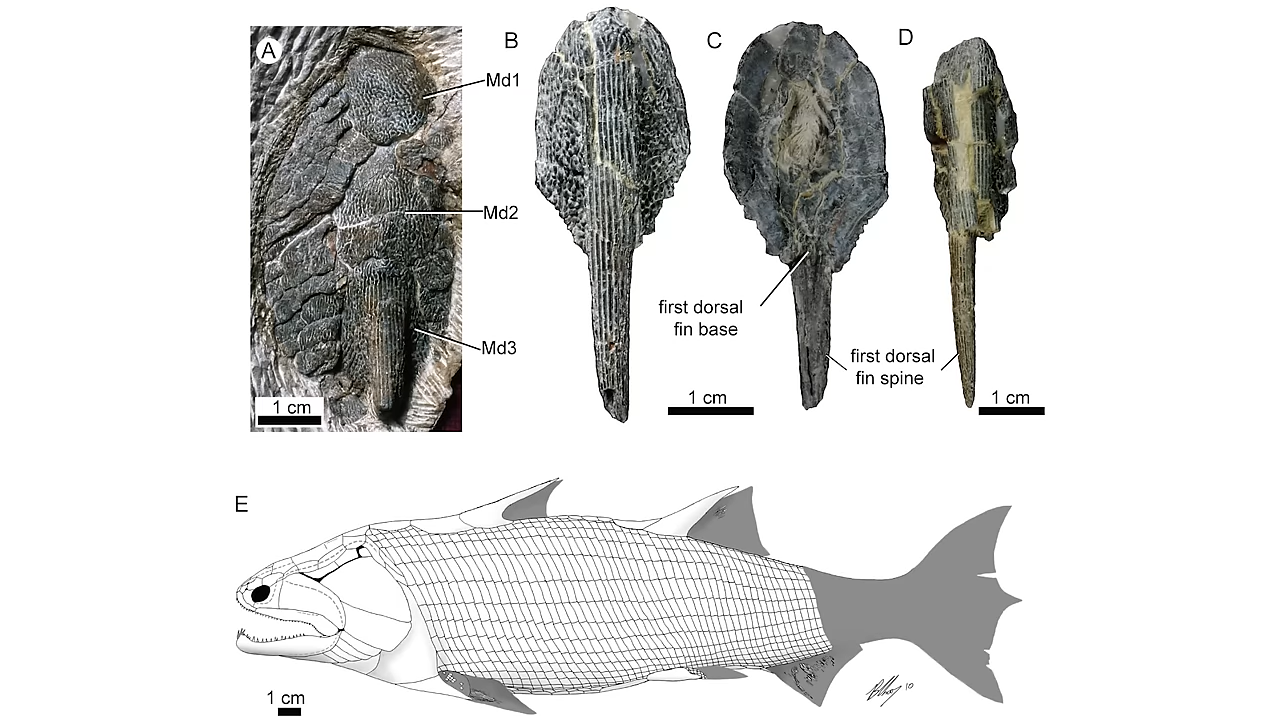 A
Md1
Md2
Md3
1 cm
B
C
D
first dorsal
fin base
first dorsal
fin spine
1 cm
1 cm
E
1 cm
10